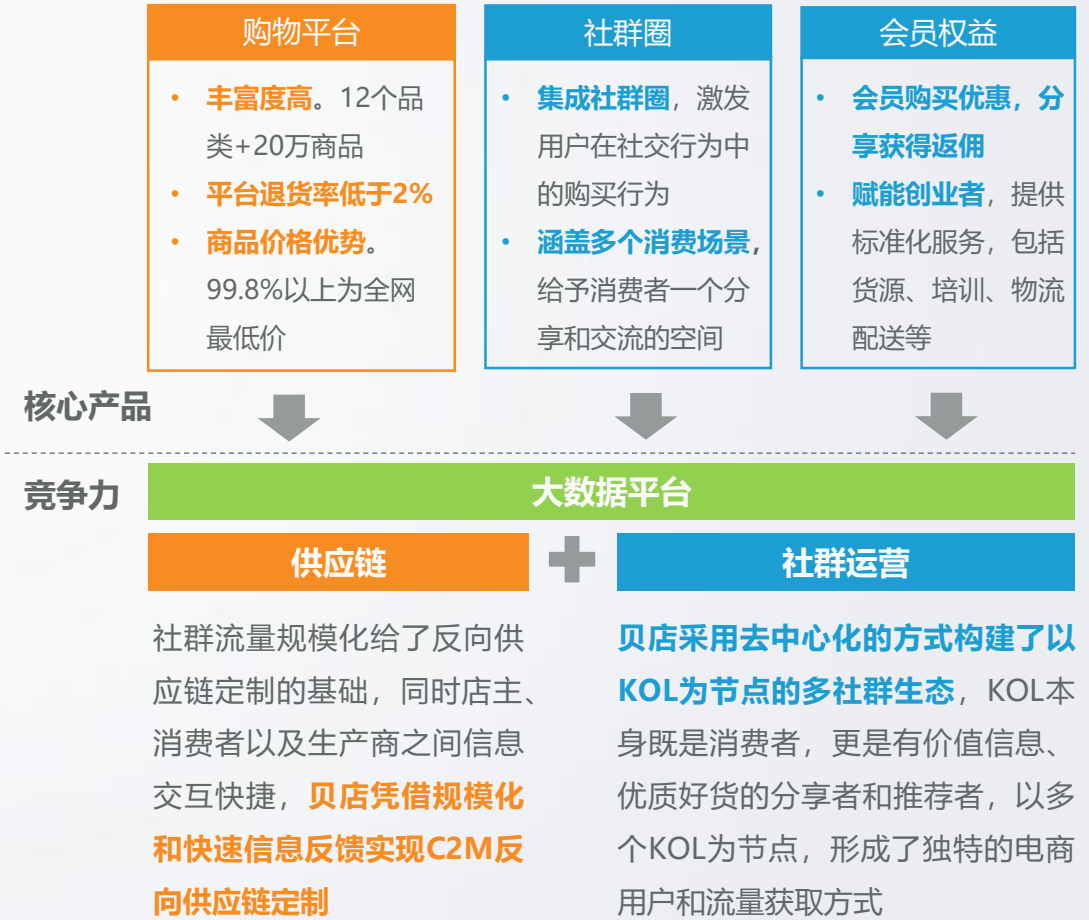 购物平台
• 丰富度高。12个品
类+20万商品
• 平台退货率低于2%
• 商品价格优势。
99.8%以上为全网
最低价
社群圈
• 集成社群圈，激发
用户在社交行为中
的购买行为
• 涵盖多个消费场景，
给予消费者一个分
享和交流的空间
会员权益
• 会员购买优惠，分
享获得返佣
• 赋能创业者，提供
标准化服务，包括
货源、培训、物流
配送等
核心产品
竞争力
大数据平台
供应链
社群流量规模化给了反向供
应链定制的基础，同时店主、
消费者以及生产商之间信息
交互快捷，贝店凭借规模化
和快速信息反馈实现C2M反
向供应链定制
社群运营
贝店采用去中心化的方式构建了以
KOL为节点的多社群生态，KOL本
身既是消费者，更是有价值信息、
优质好货的分享者和推荐者，以多
个KOL为节点，形成了独特的电商
用户和流量获取方式